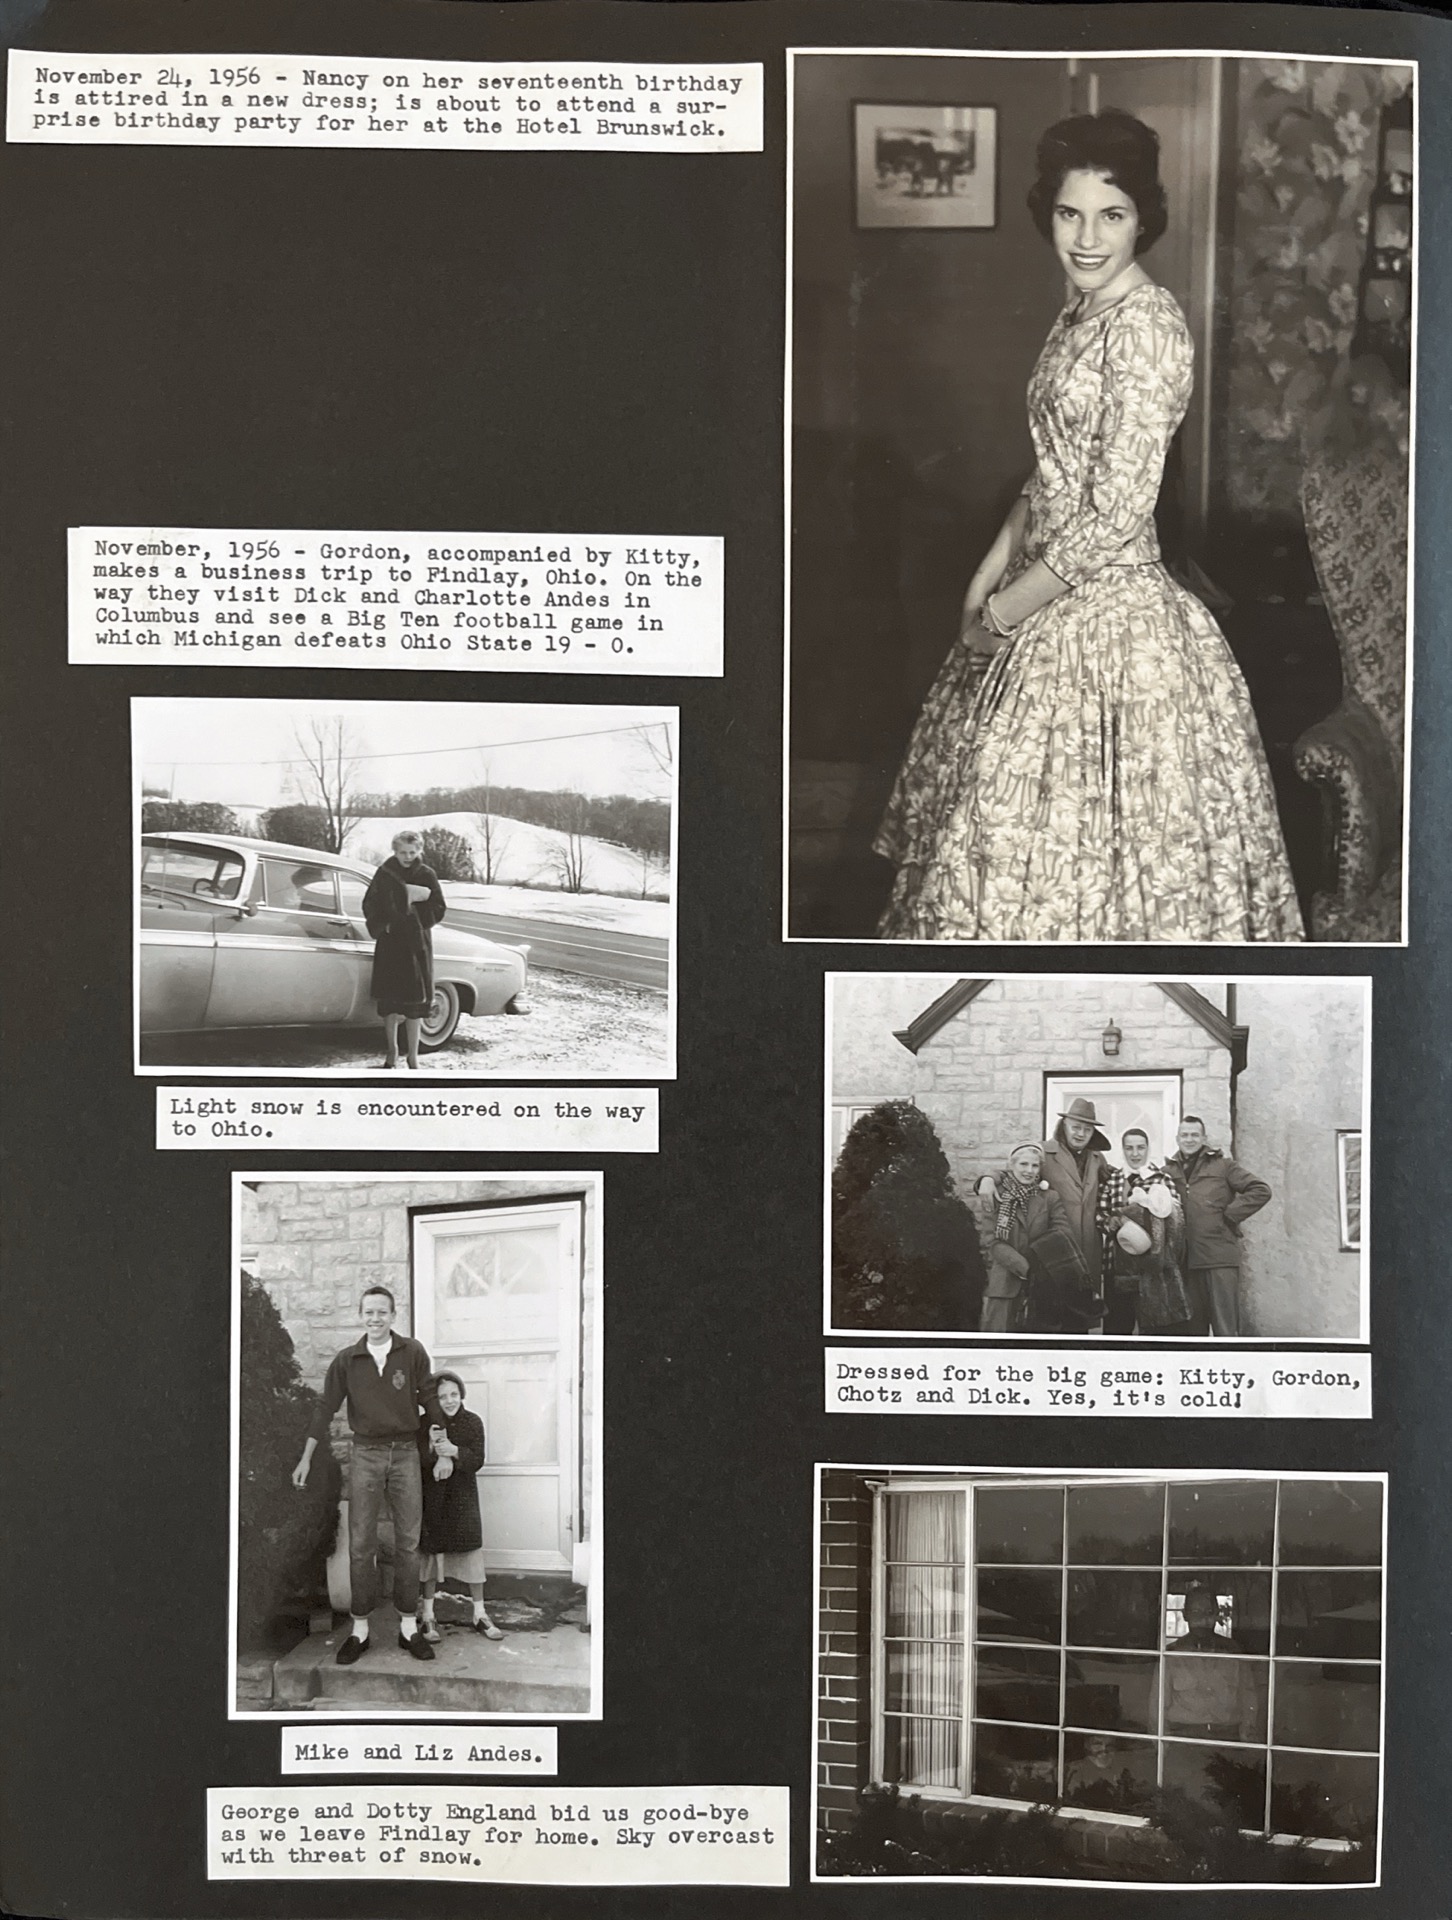 November 24, 1956 - Nancy on her seventeenth birthday
is attired in a new dress; is about to attend a sur-
prise birthday party for her at the Hotel Brunswick.
November, 1956 - Gordon, accompanied by Kitty,
makes a business trip to Findlay, Ohio. On the
way they visit Dick and Charlotte Andes in
Columbus and see a Big Ten football game in
which Michigan defeats Ohio State 19 - 0.
Light snow is encountered on the way
to Ohio.
Dressed for the big game: Kitty, Gordon,
Chotz and Dick. Yes, it's cold!
Mike and Liz Andes.
George and Dotty England bid us good-bye
as we leave Findlay for home. Sky overcast
with threat of snow.